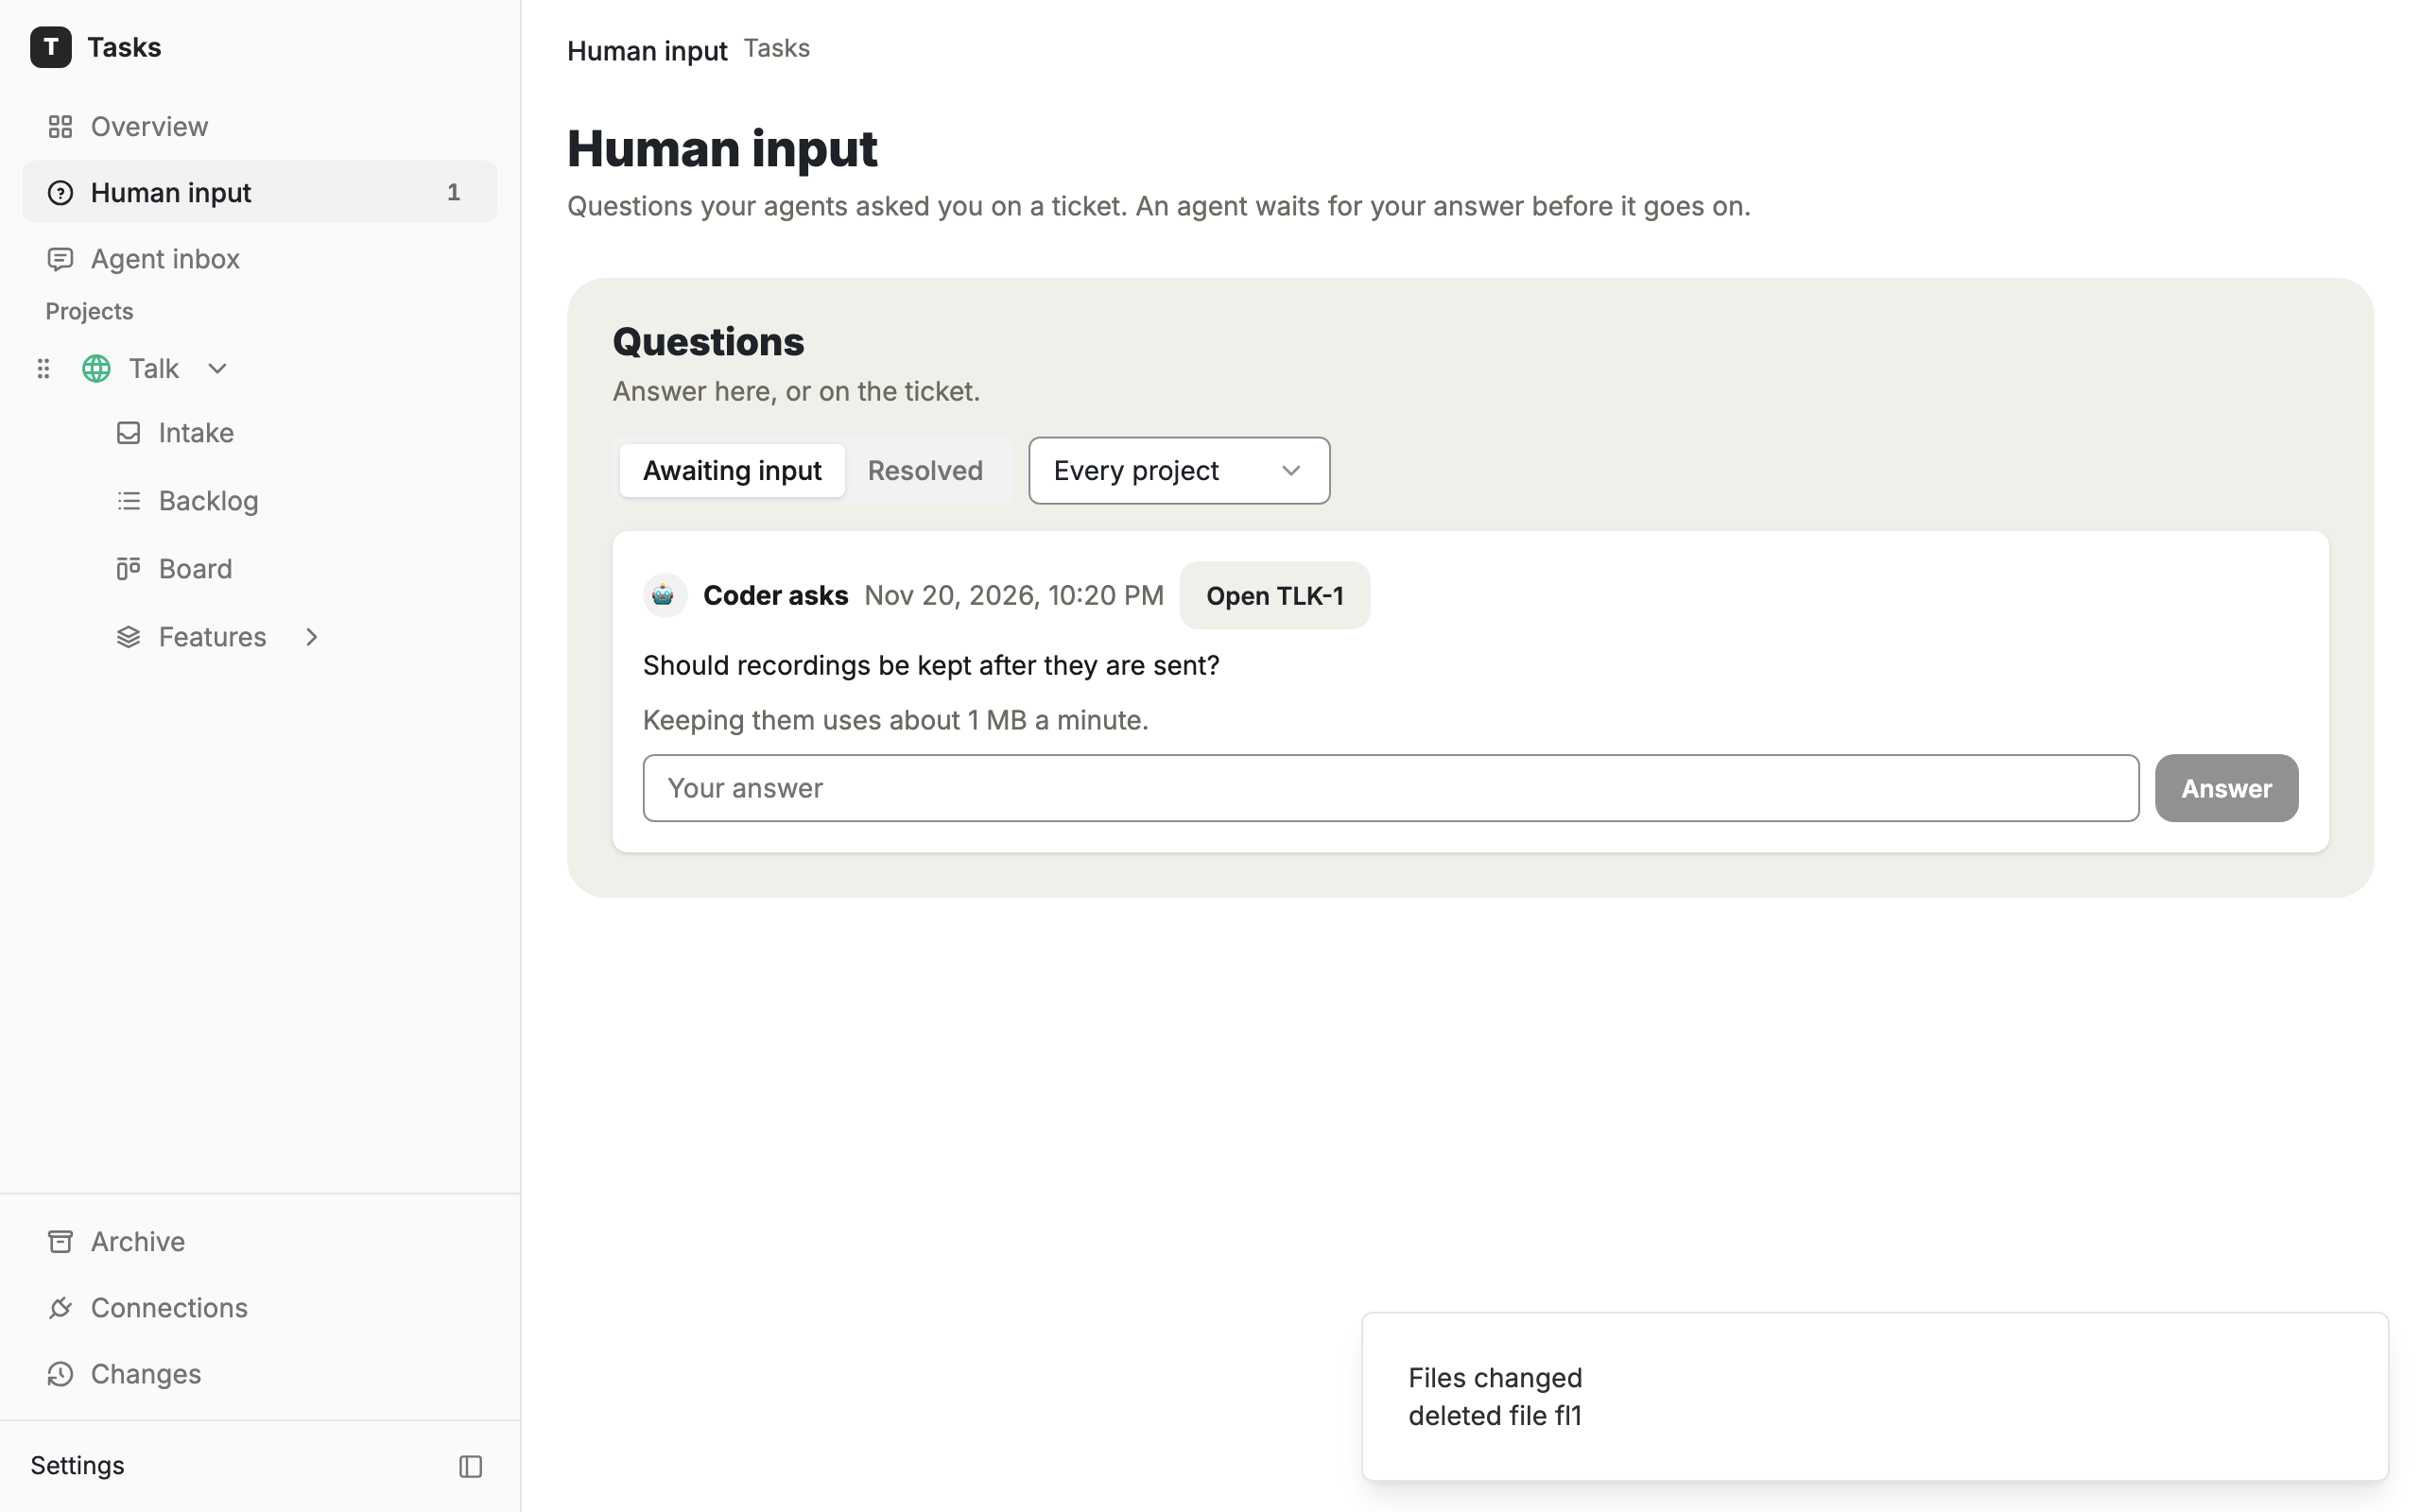 T Tasks
Overview
Human input 1
Agent inbox
Projects
Talk
Intake
Backlog
Board
Features
Archive
Connections
Changes
Settings
Human input Tasks
Human input
Questions your agents asked you on a ticket. An agent waits for your answer before it goes on.
Questions
Answer here, or on the ticket.
Awaiting input Resolved Every project
Coder asks Nov 20, 2026, 10:20 PM Open TLK-1
Should recordings be kept after they are sent?
Keeping them uses about 1 MB a minute.
Your answer Answer
Files changed
deleted file fl1